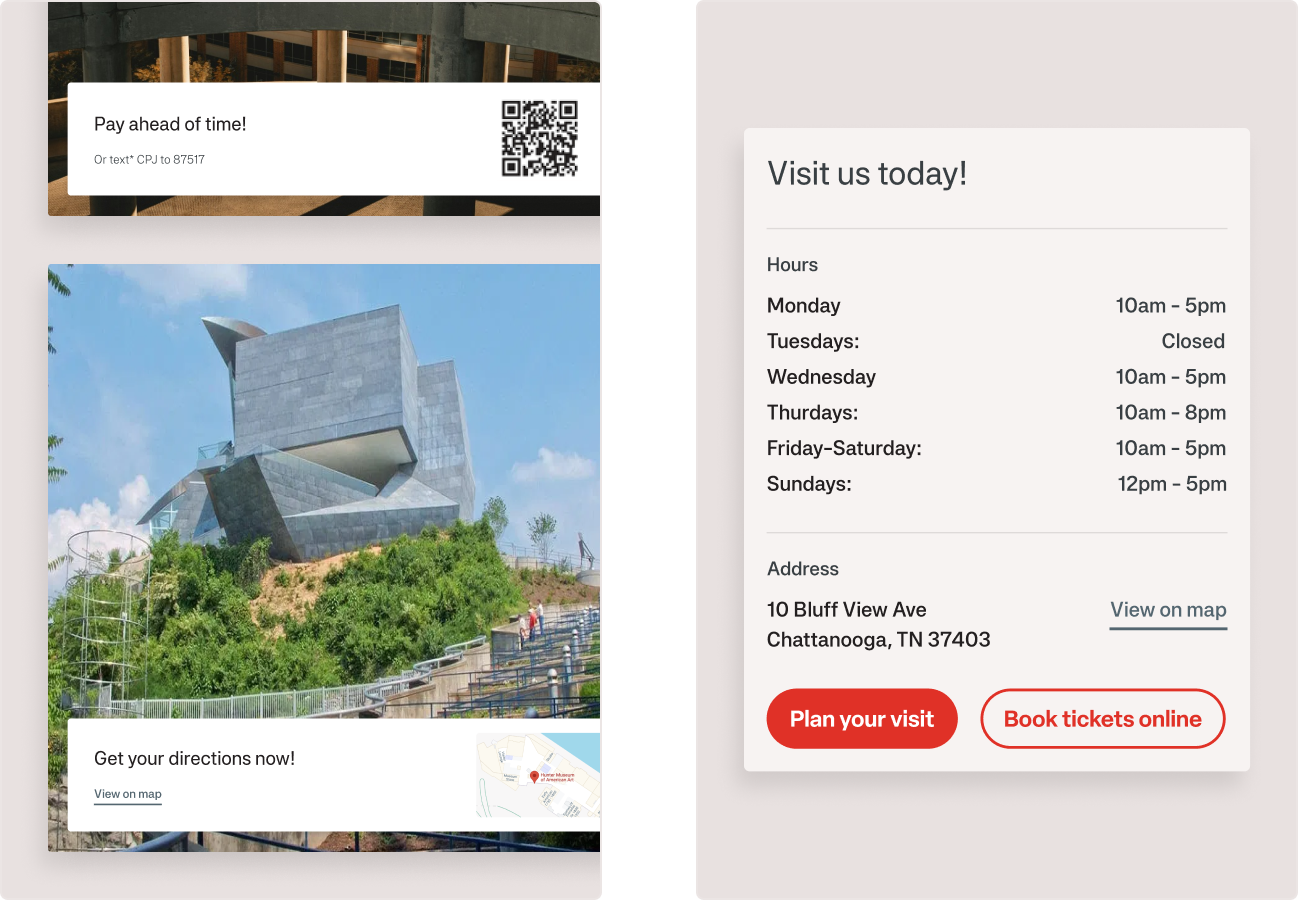 Pay ahead of time!
Or text* CPJ to 87517
Get your directions now!
View on map
Hunter Museum
of American Art
Visit us today!
Hours
Monday 10am - 5pm
Tuesdays: Closed
Wednesday 10am - 5pm
Thurdays: 10am - 8pm
Friday-Saturday: 10am - 5pm
Sundays: 12pm - 5pm
Address
10 Bluff View Ave
View on map
Chattanooga, TN 37403
Plan your visit
Book tickets online